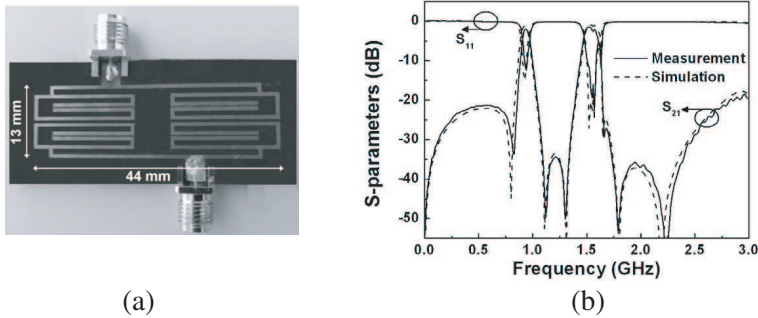 13 mm
44 mm
(a)
S-parameters (dB)
0
-10
-20
-30
-40
-50
S11
Measurement
Simulation
S21
0.0 0.5 1.0 1.5 2.0 2.5 3.0
Frequency (GHz)
(b)